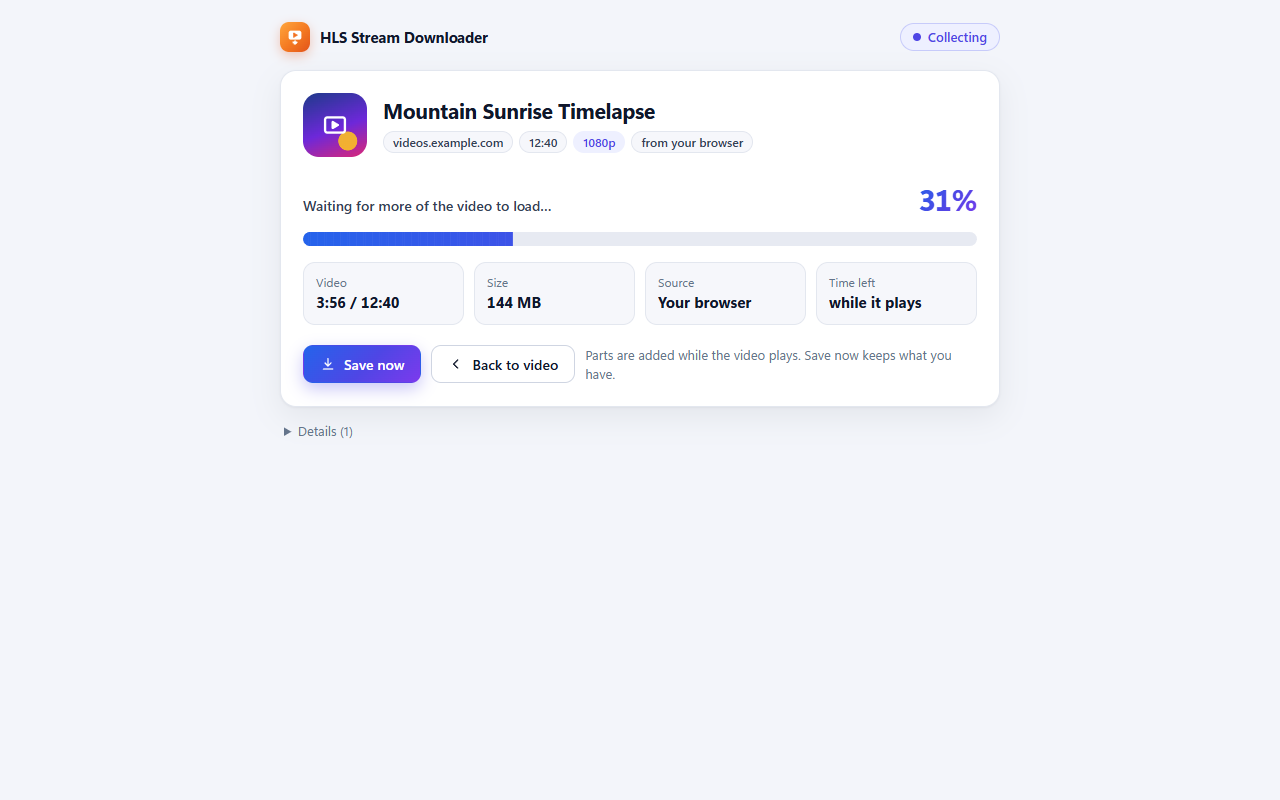 HLS Stream Downloader
Collecting
Mountain Sunrise Timelapse
videos.example.com 12:40 1080p from your browser
Waiting for more of the video to load...
31%
Video
3:56 / 12:40
Size
144 MB
Source
Your browser
Time left
while it plays
Save now
Back to video
Parts are added while the video plays. Save now keeps what you
have.
Details (1)